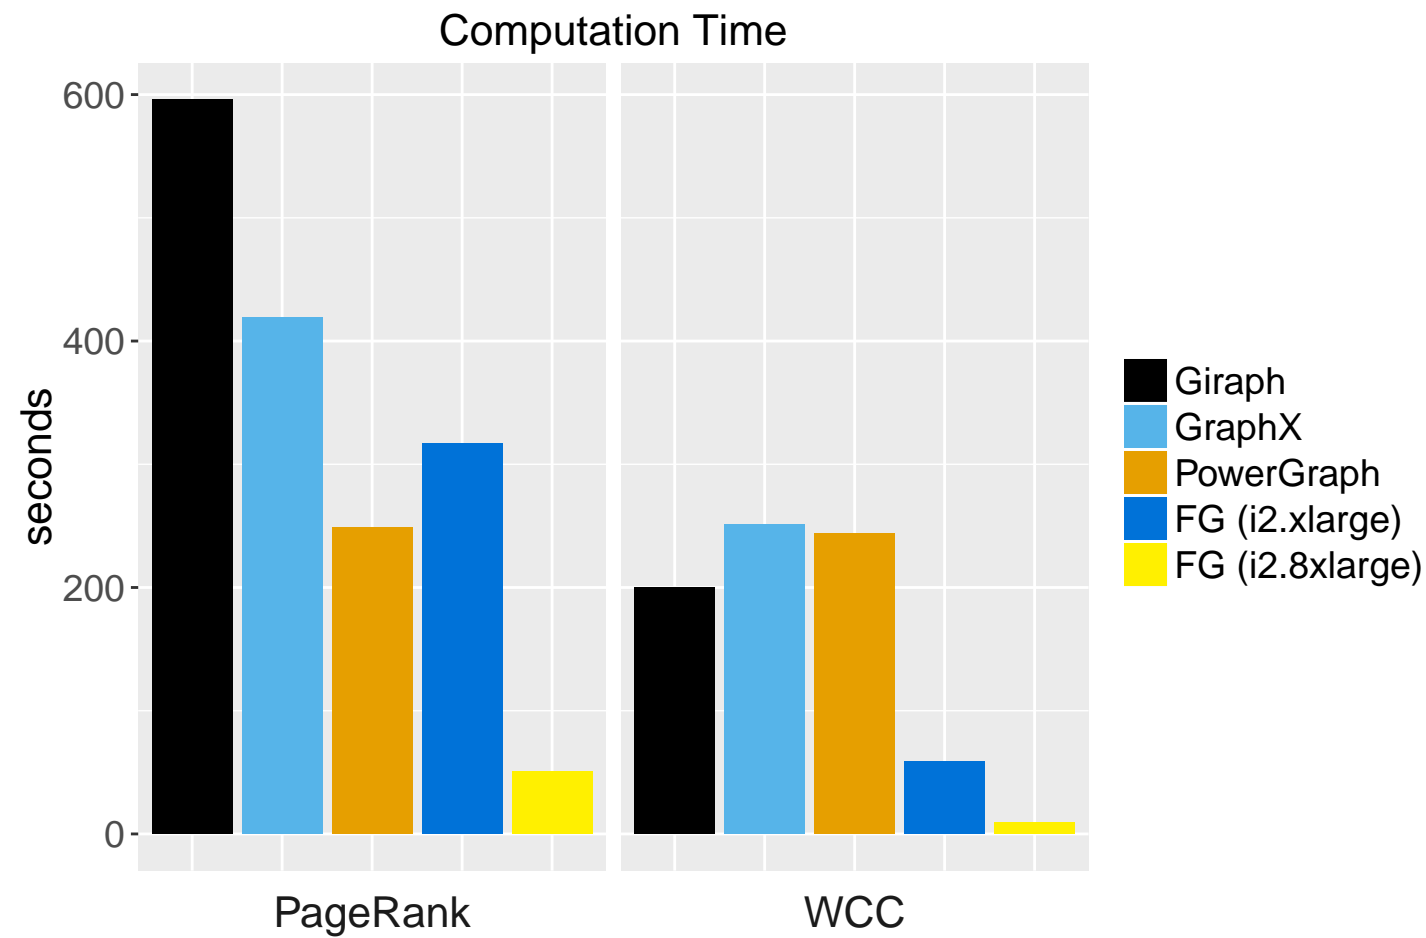 Computation Time
seconds
600
400
200
0
PageRank
WCC
Giraph
GraphX
PowerGraph
FG (i2.xlarge)
FG (i2.8xlarge)